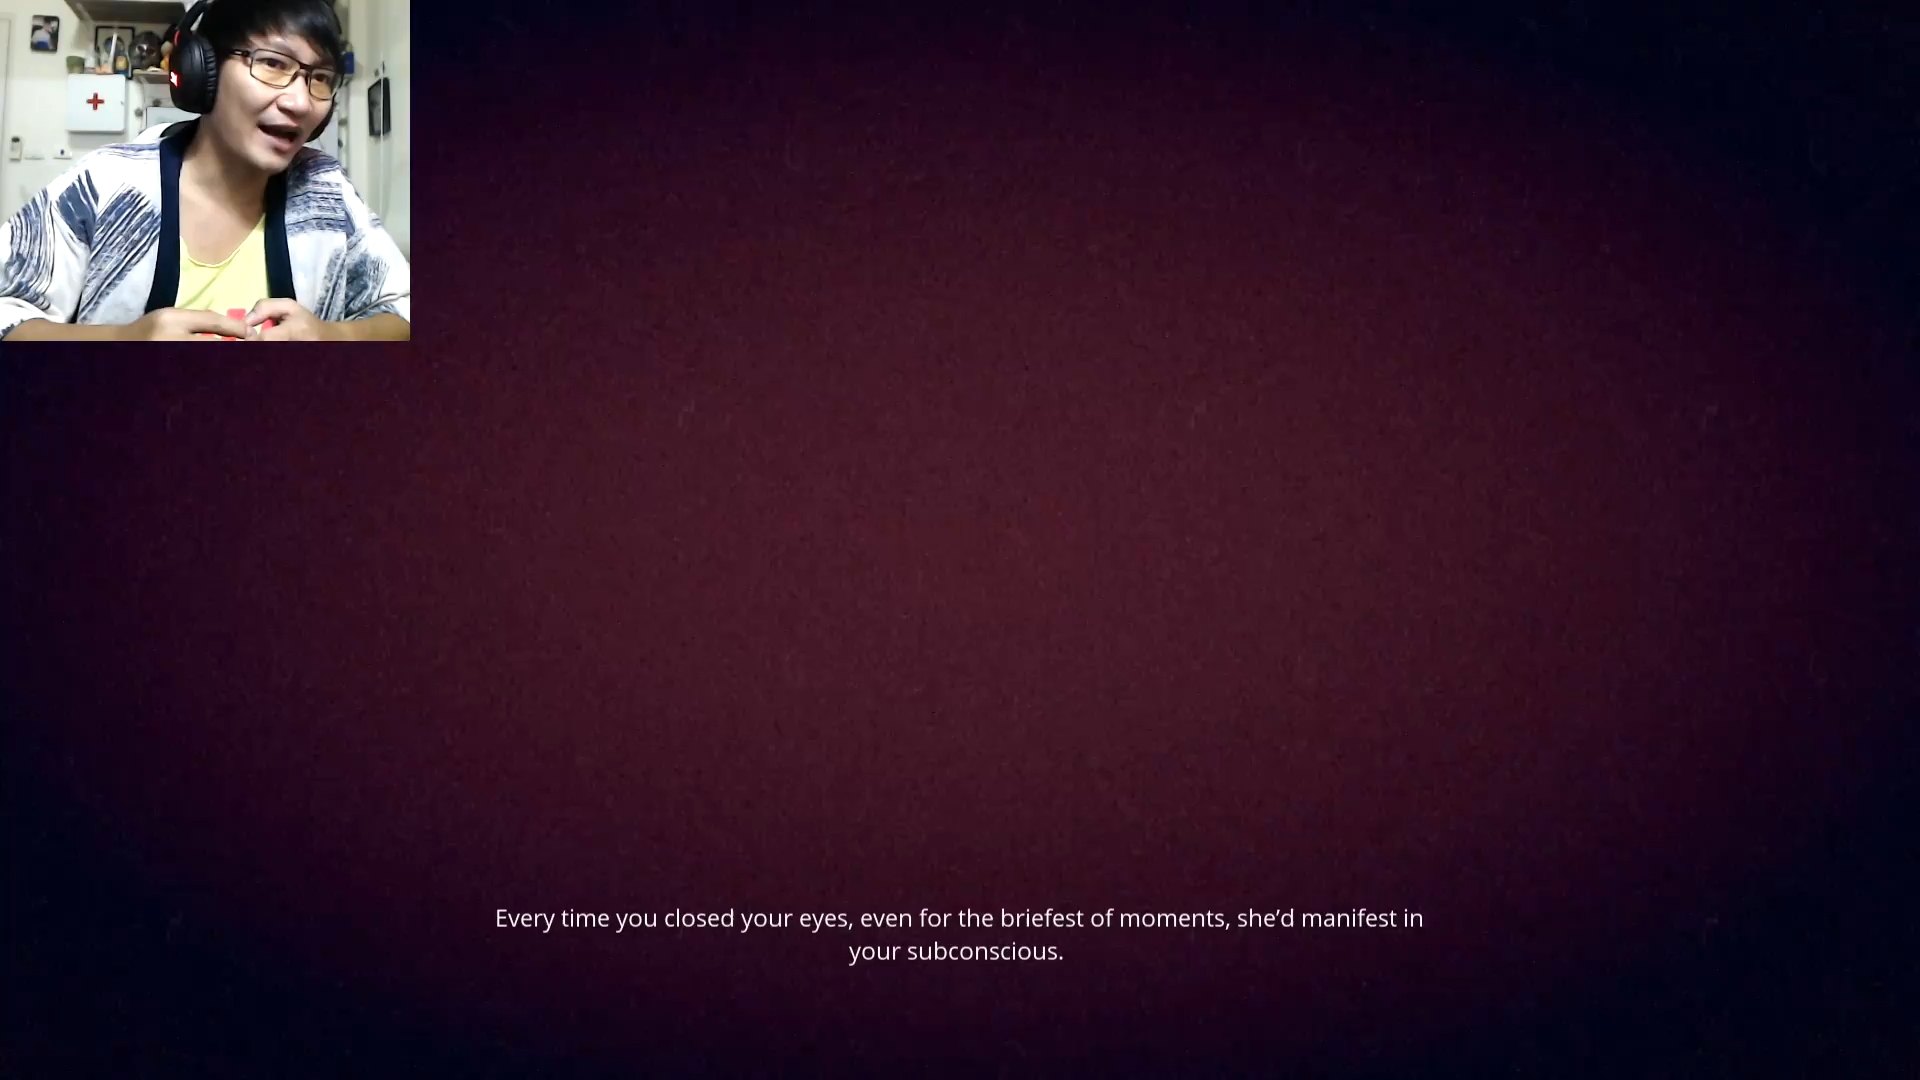 Every time you closed your eyes, even for the briefest of moments, she’d manifest in
your subconscious.